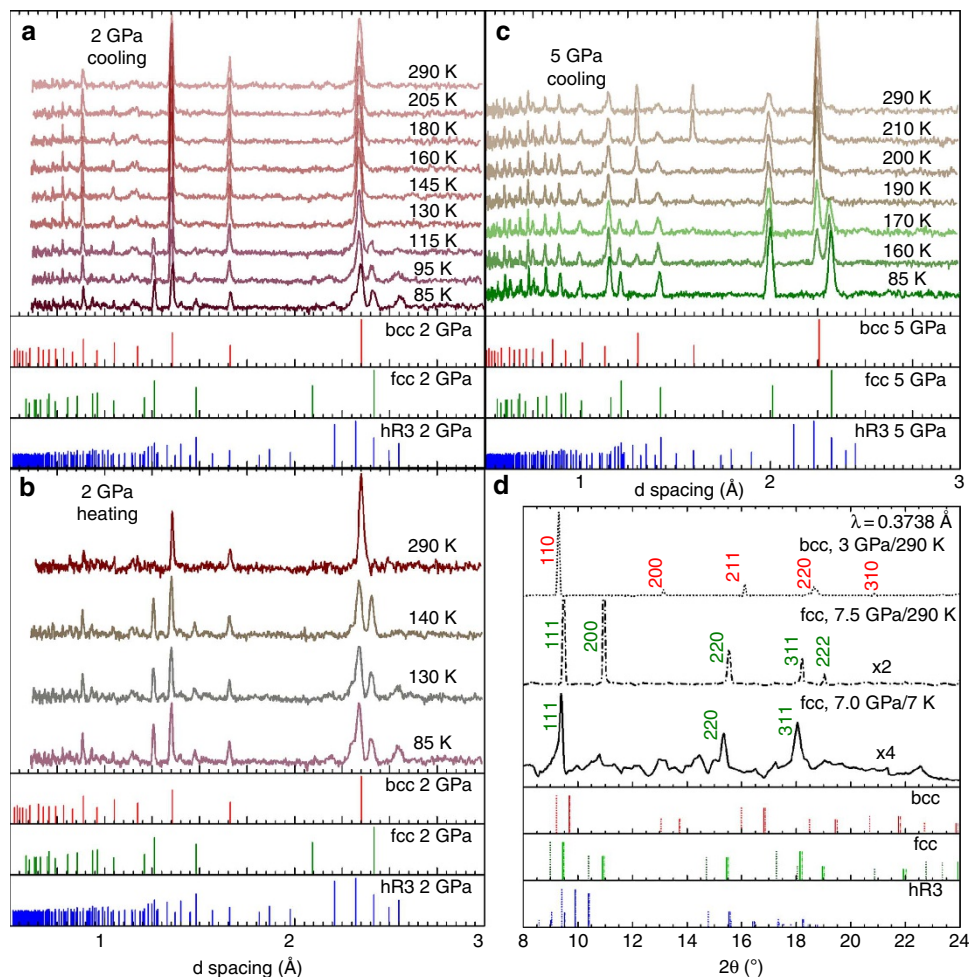 a
2 GPa
cooling
290 K
205 K
180 K
160 K
145 K
130 K
115 K
95 K
85 K
bcc 2 GPa
fcc 2 GPa
hR3 2 GPa
c
5 GPa
cooling
290 K
210 K
200 K
190 K
170 K
160 K
85 K
bcc 5 GPa
fcc 5 GPa
hR3 5 GPa
1 2 3
d spacing (Å)
b
2 GPa
heating
290 K
140 K
130 K
85 K
bcc 2 GPa
fcc 2 GPa
hR3 2 GPa
1 2 3
d spacing (Å)
d
λ = 0.3738 Å
bcc, 3 GPa/290 K
110 200 211 220 310
fcc, 7.5 GPa/290 K
111 200 220 311 222
x2
fcc, 7.0 GPa/7 K
111 220 311
x4
bcc
fcc
hR3
8 10 12 14 16 18 20 22 24
2θ (°)